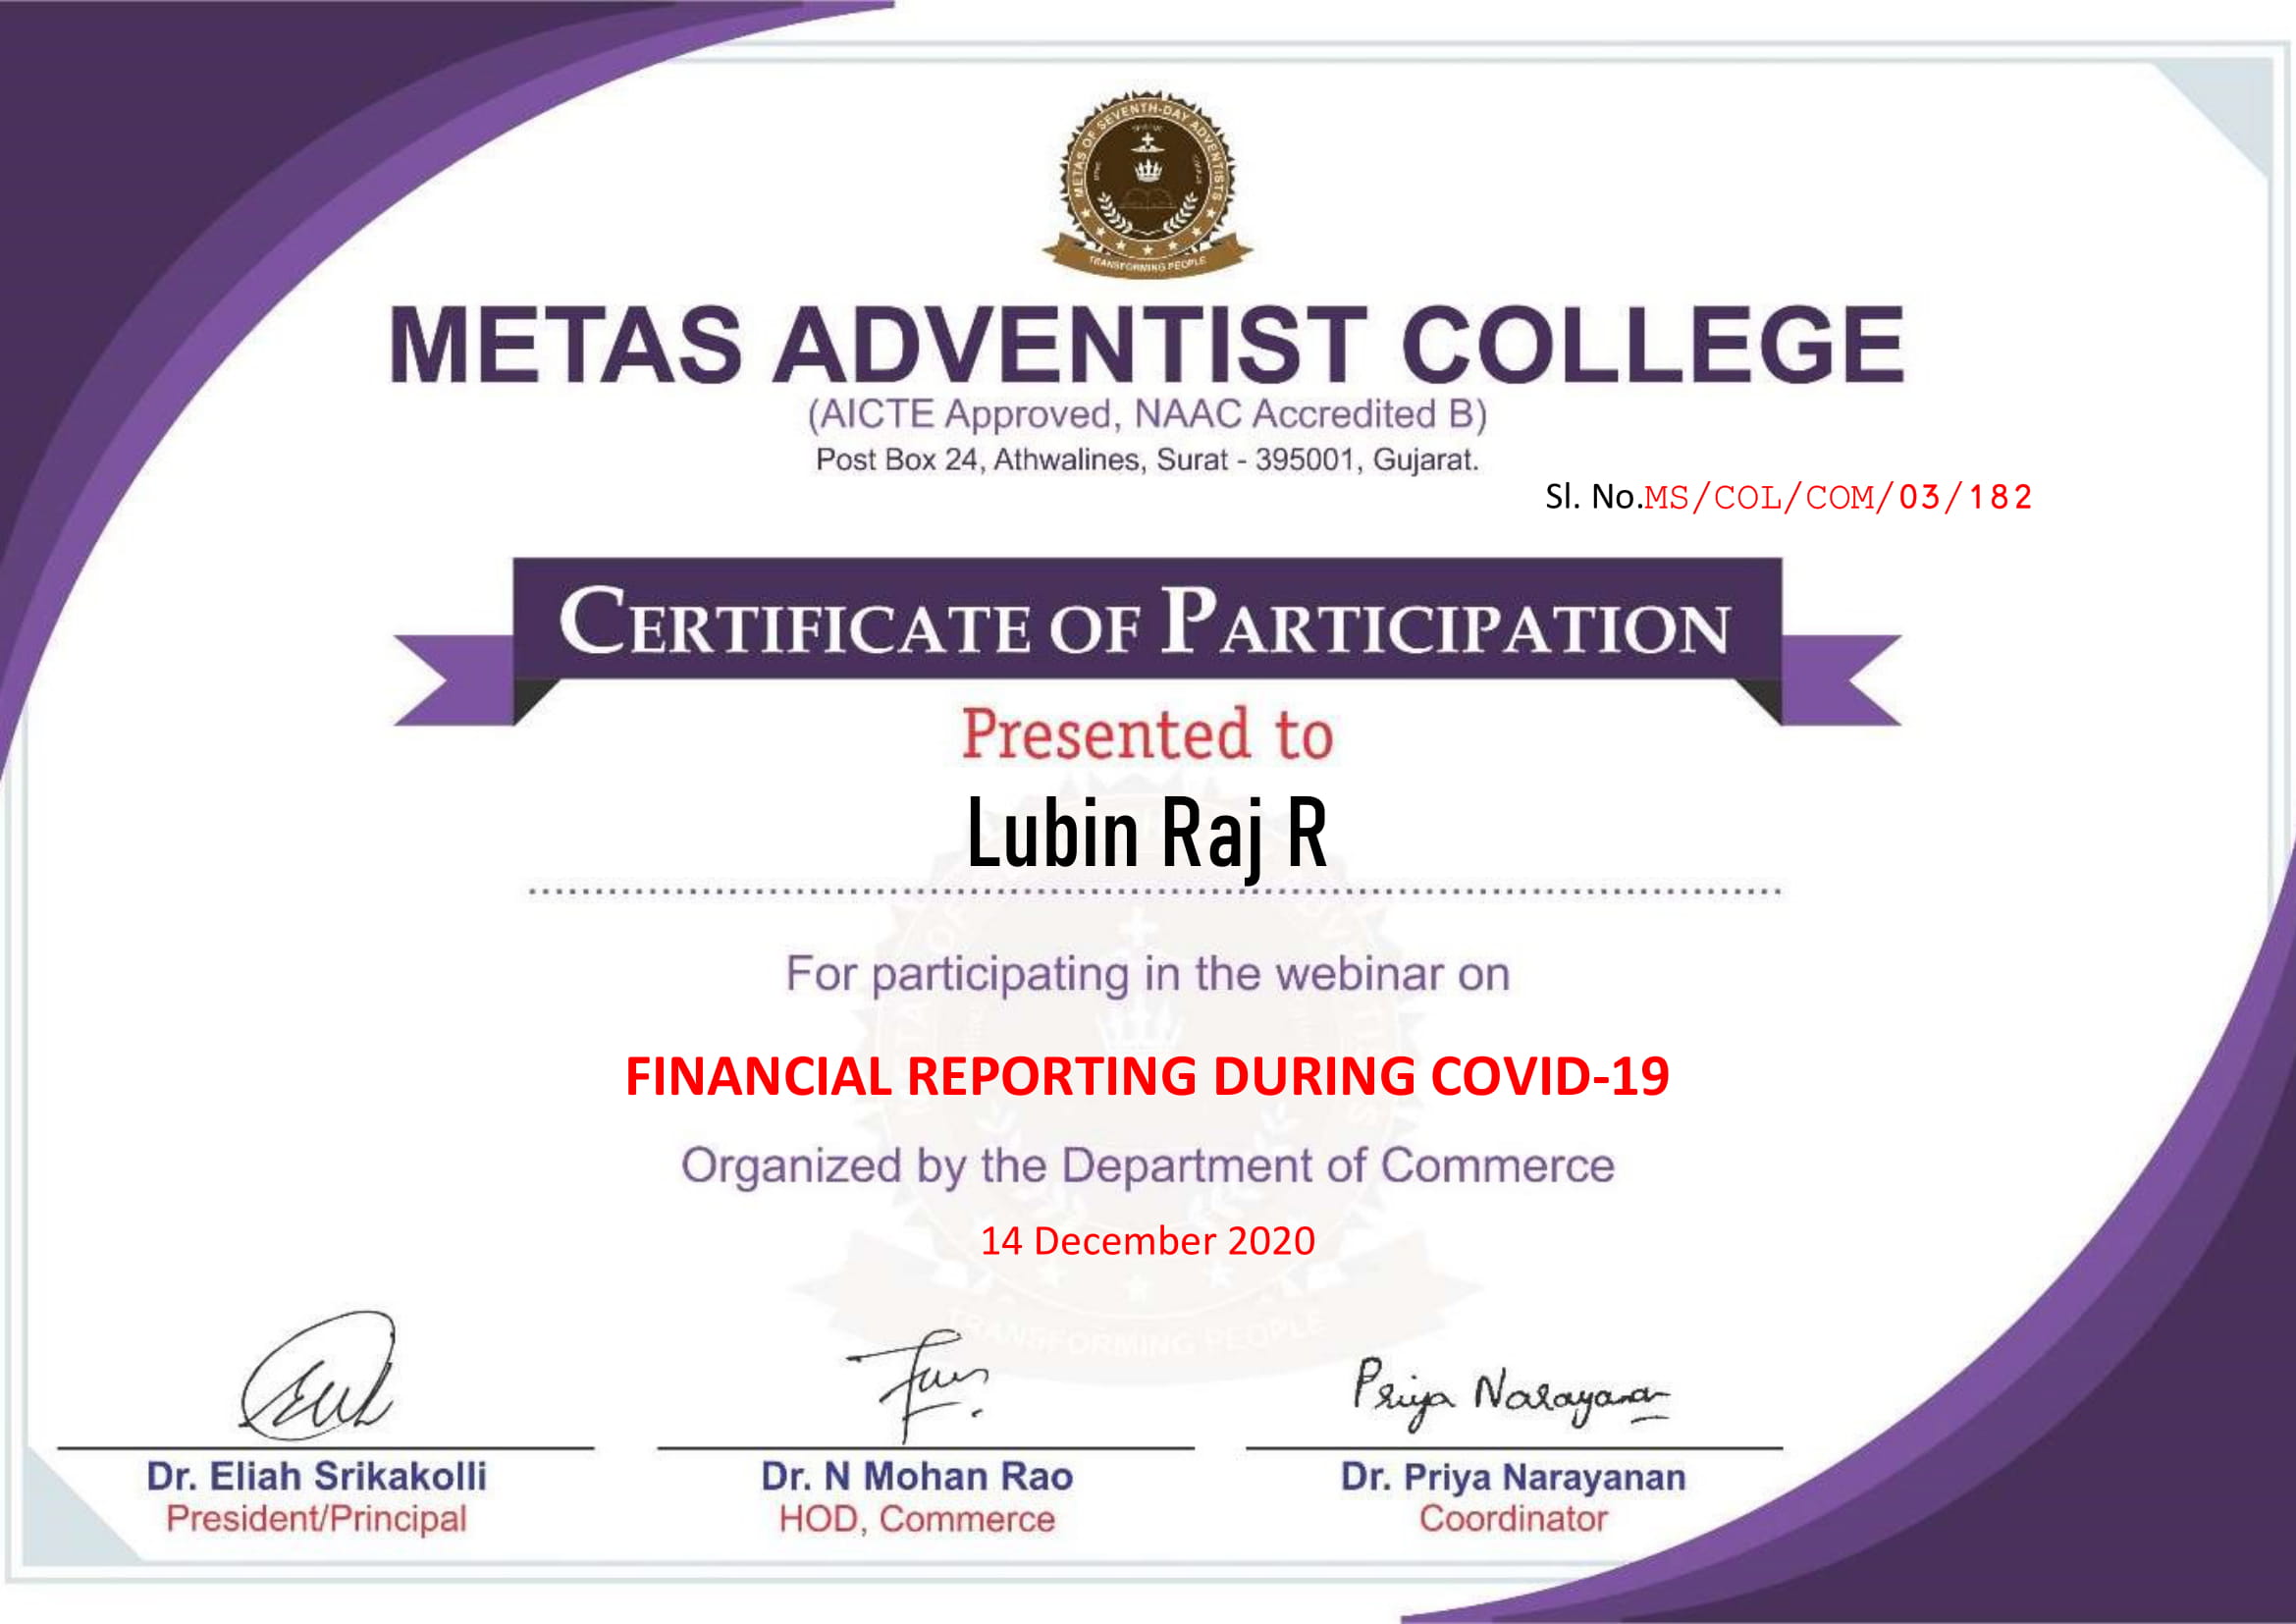 METAS OF SEVENTH-DAY ADVENTISTS
TRANSFORMING PEOPLE
METAS ADVENTIST COLLEGE
(AICTE Approved, NAAC Accredited B)
Post Box 24, Athwalines, Surat - 395001, Gujarat.
Sl. No.MS/COL/COM/03/182
CERTIFICATE OF PARTICIPATION
Presented to
Lubin Raj R
For participating in the webinar on
FINANCIAL REPORTING DURING COVID-19
Organized by the Department of Commerce
14 December 2020
TRANSFORMING PEOPLE
Priya Narayanan
Dr. Eliah Srikakolli Dr. N Mohan Rao Dr. Priya Narayanan
President/Principal HOD, Commerce Coordinator